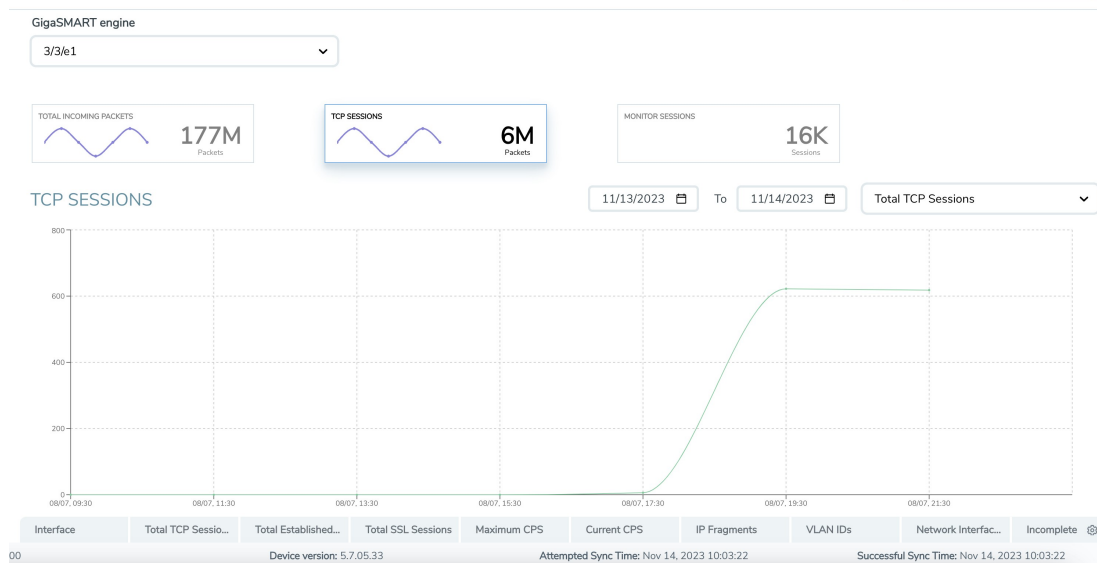 GigaSMART engine
3/3/e1
TOTAL INCOMING PACKETS
177M
Packets
TCP SESSIONS
6M
Packets
MONITOR SESSIONS
16K
Sessions
TCP SESSIONS
11/13/2023 To 11/14/2023 Total TCP Sessions
800
600
400
200
0
08/07, 09:30 08/07, 11:30 08/07, 13:30 08/07, 15:30 08/07, 17:30 08/07, 19:30 08/07, 21:30
Interface Total TCP Sessio... Total Established... Total SSL Sessions Maximum CPS Current CPS IP Fragments VLAN IDs Network Interfac... Incomplete
00 Device version: 5.7.05.33 Attempted Sync Time: Nov 14, 2023 10:03:22 Successful Sync Time: Nov 14, 2023 10:03:22